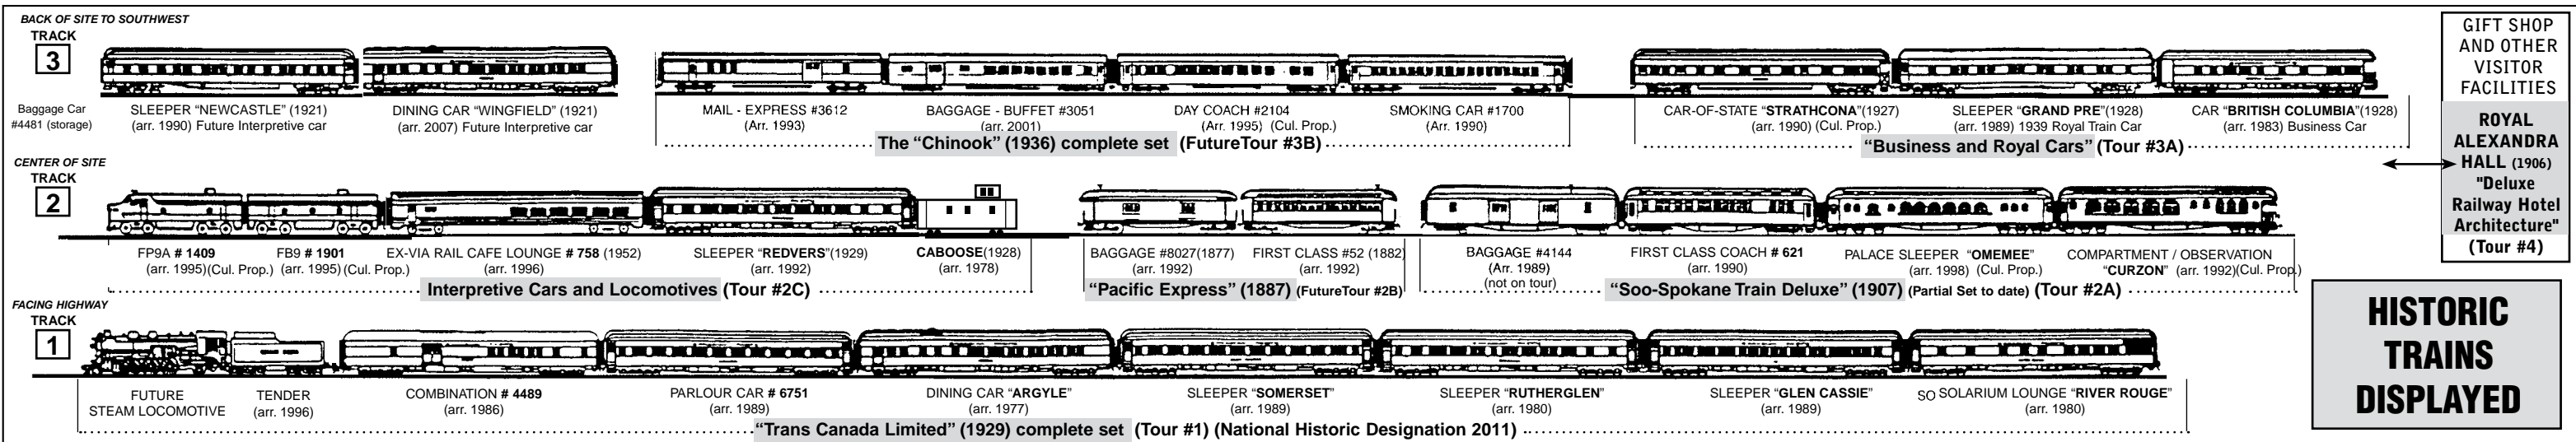 BACK OF SITE TO SOUTHWEST
TRACK
3
Baggage Car
#4481 (storage)
SLEEPER “NEWCASTLE” (1921)
(arr. 1990) Future Interpretive car
DINING CAR “WINGFIELD” (1921)
(arr. 2007) Future Interpretive car
MAIL - EXPRESS #3612
(Arr. 1993)
BAGGAGE - BUFFET #3051
(arr. 2001)
DAY COACH #2104
(Arr. 1995) (Cul. Prop.)
SMOKING CAR #1700
(Arr. 1990)
The “Chinook” (1936) complete set (FutureTour #3B)
CAR-OF-STATE “STRATHCONA”(1927)
(arr. 1990) (Cul. Prop.)
SLEEPER “GRAND PRE”(1928)
(arr. 1989) 1939 Royal Train Car
CAR “BRITISH COLUMBIA”(1928)
(arr. 1983) Business Car
“Business and Royal Cars” (Tour #3A)
GIFT SHOP
AND OTHER
VISITOR
FACILITIES
ROYAL
ALEXANDRA
HALL (1906)
"Deluxe
Railway Hotel
Architecture"
(Tour #4)
CENTER OF SITE
TRACK
2
FP9A # 1409
(arr. 1995)(Cul. Prop.)
FB9 # 1901
(arr. 1995)(Cul. Prop.)
EX-VIA RAIL CAFE LOUNGE # 758 (1952)
(arr. 1996)
SLEEPER “REDVERS”(1929)
(arr. 1992)
CABOOSE(1928)
(arr. 1978)
Interpretive Cars and Locomotives (Tour #2C)
BAGGAGE #8027(1877)
(arr. 1992)
FIRST CLASS #52 (1882)
(arr. 1992)
“Pacific Express” (1887) (FutureTour #2B)
BAGGAGE #4144
(Arr. 1989)
(not on tour)
FIRST CLASS COACH # 621
(arr. 1990)
PALACE SLEEPER “OMEMEE”
(arr. 1998) (Cul. Prop.)
COMPARTMENT / OBSERVATION
“CURZON” (arr. 1992)(Cul. Prop.)
“Soo-Spokane Train Deluxe” (1907) (Partial Set to date) (Tour #2A)
FACING HIGHWAY
TRACK
1
FUTURE
STEAM LOCOMOTIVE
TENDER
(arr. 1996)
COMBINATION # 4489
(arr. 1986)
PARLOUR CAR # 6751
(arr. 1989)
DINING CAR “ARGYLE”
(arr. 1977)
SLEEPER “SOMERSET”
(arr. 1989)
SLEEPER “RUTHERGLEN”
(arr. 1980)
SLEEPER “GLEN CASSIE”
(arr. 1989)
SO SOLARIUM LOUNGE “RIVER ROUGE”
(arr. 1980)
“Trans Canada Limited” (1929) complete set (Tour #1) (National Historic Designation 2011)
HISTORIC
TRAINS
DISPLAYED